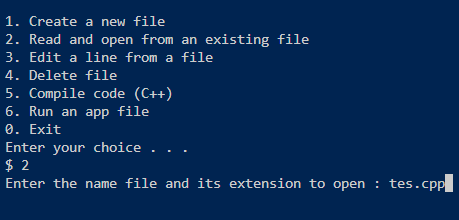 1. Create a new file
2. Read and open from an existing file
3. Edit a line from a file
4. Delete file
5. Compile code (C++)
6. Run an app file
0. Exit
Enter your choice . . .
$ 2
Enter the name file and its extension to open : tes.cpp